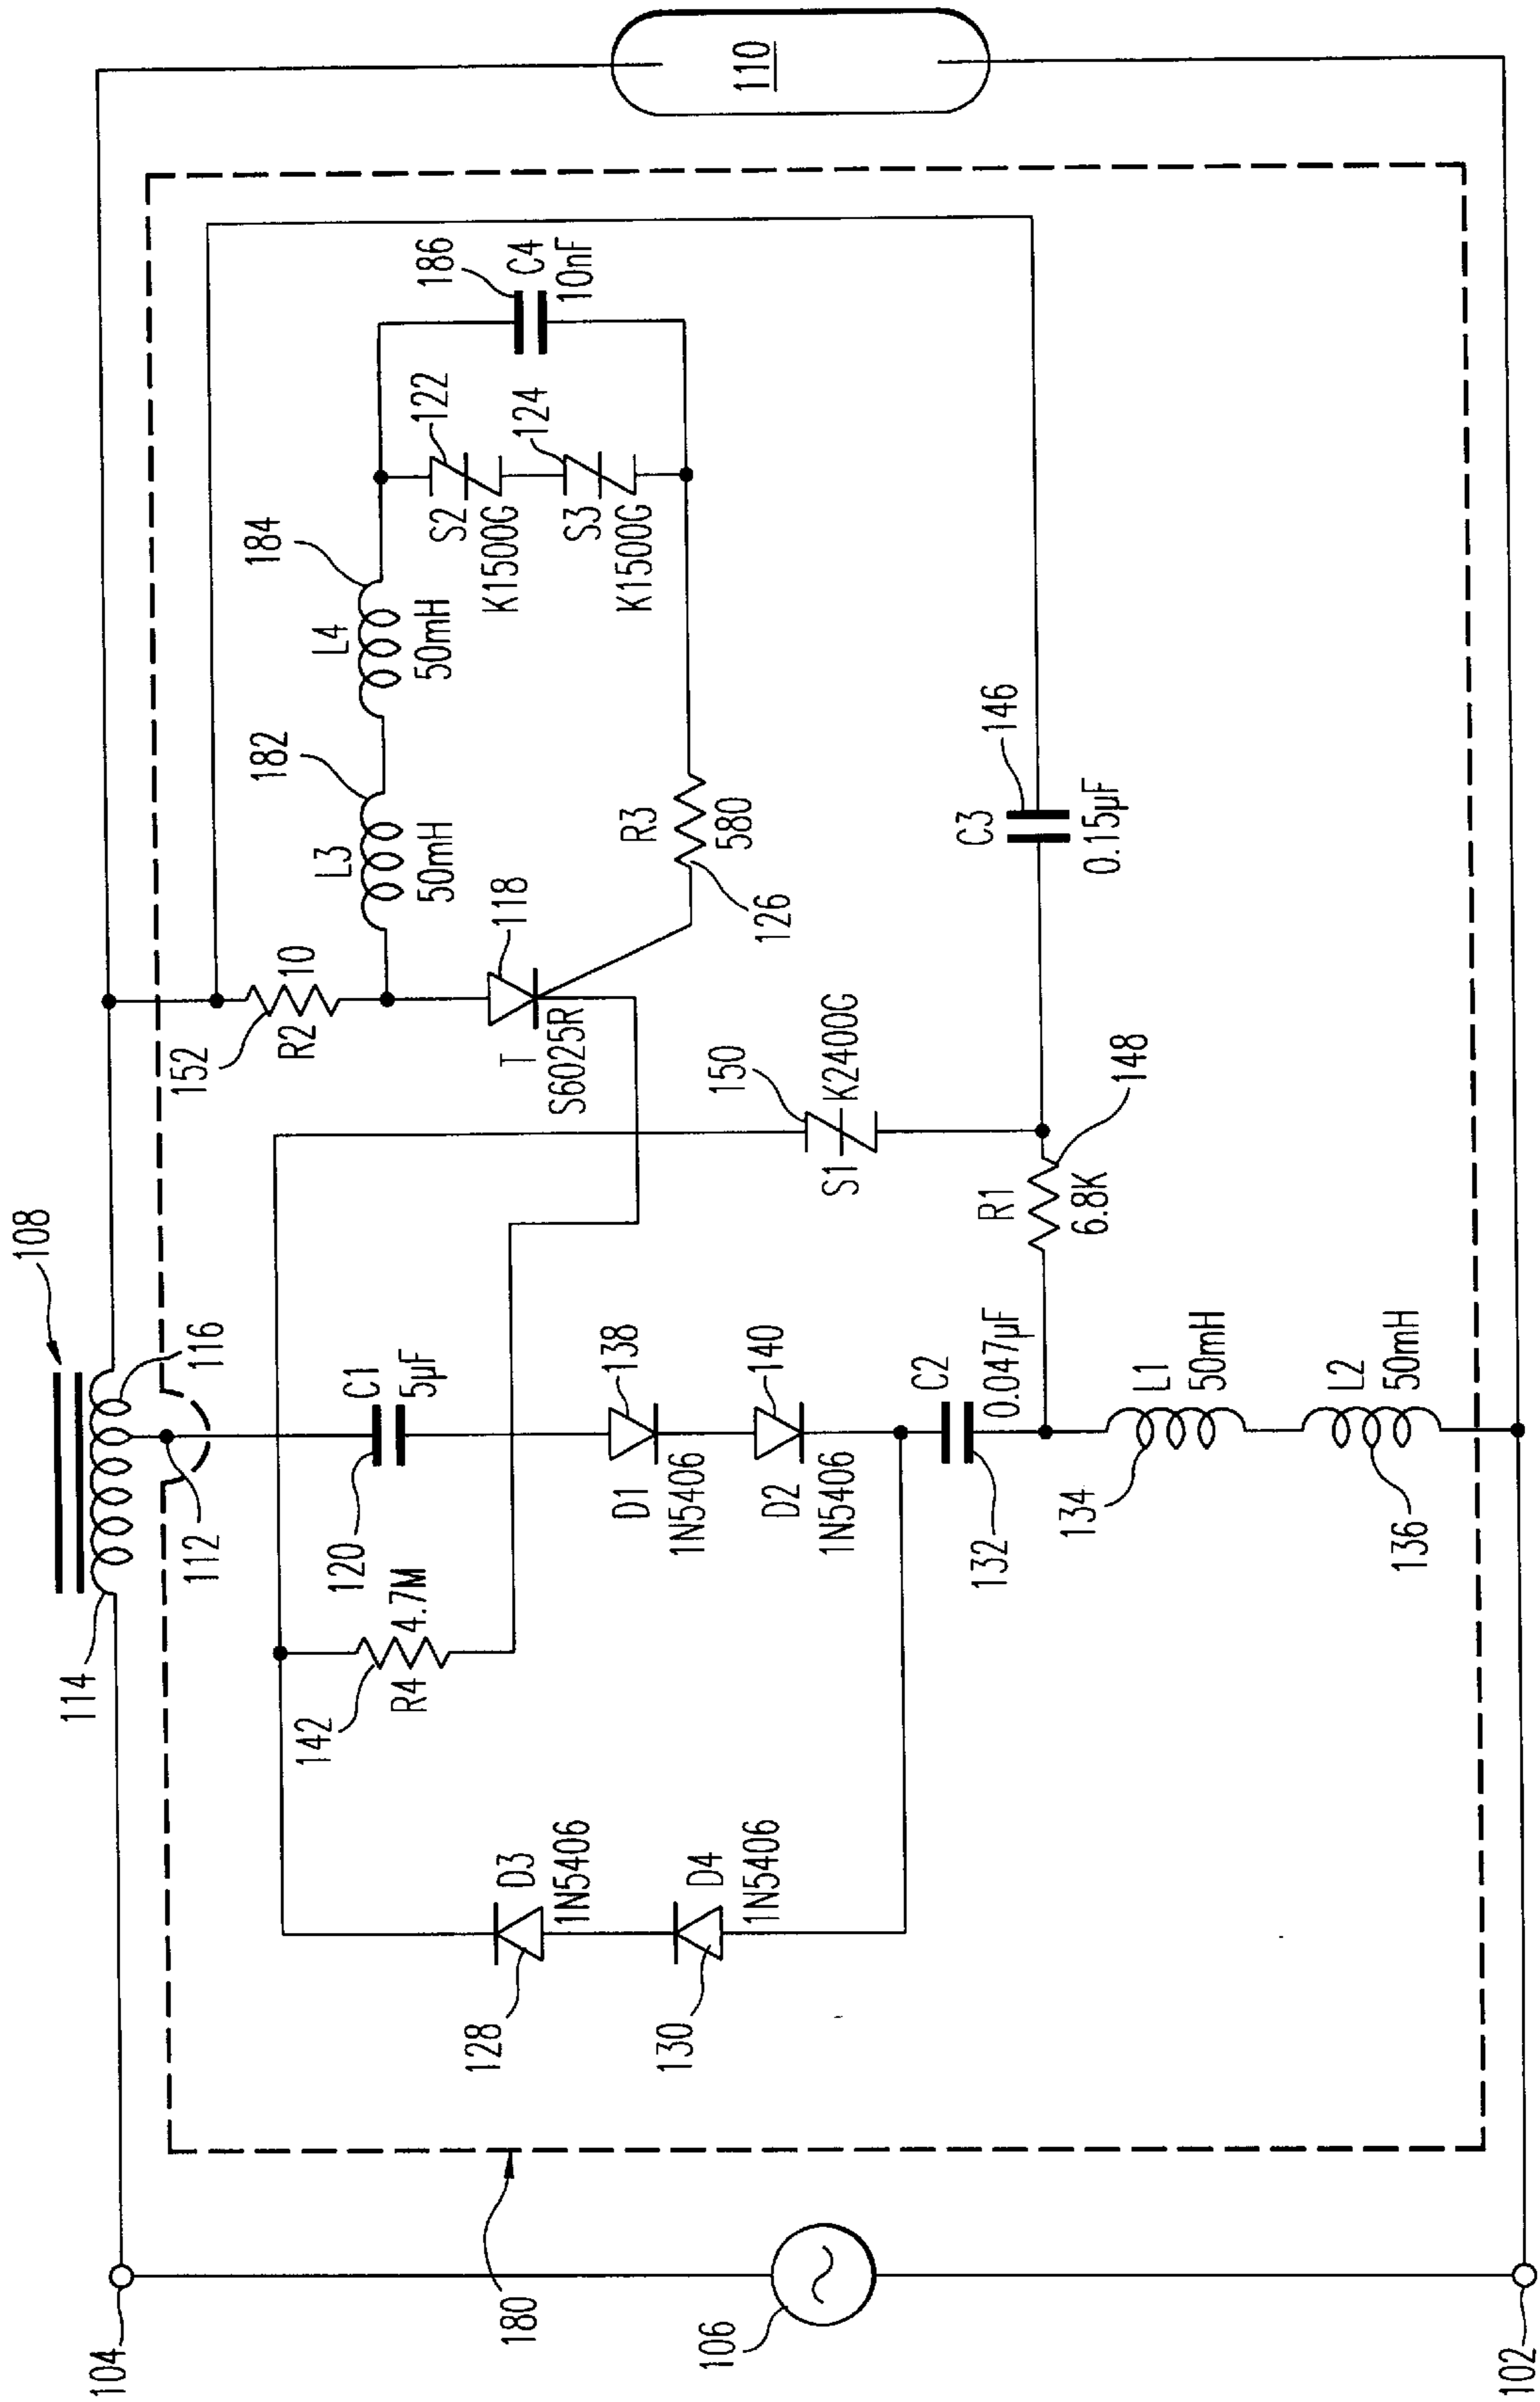 108
114
116
112
120
C1
5µF
152
R2
10
L3
50mH
182
L4
50mH
184
186
C4
10nF
122
S2
K1500G
124
S3
K1500G
118
T
S6025R
R3
580
126
142
R4
4.7M
128
D3
1N5406
130
D4
1N5406
138
D1
1N5406
140
D2
1N5406
150
S1
K2400G
146
C3
0.15µF
148
R1
6.8K
132
C2
0.047µF
134
L1
50mH
136
L2
50mH
110
104
106
102
180